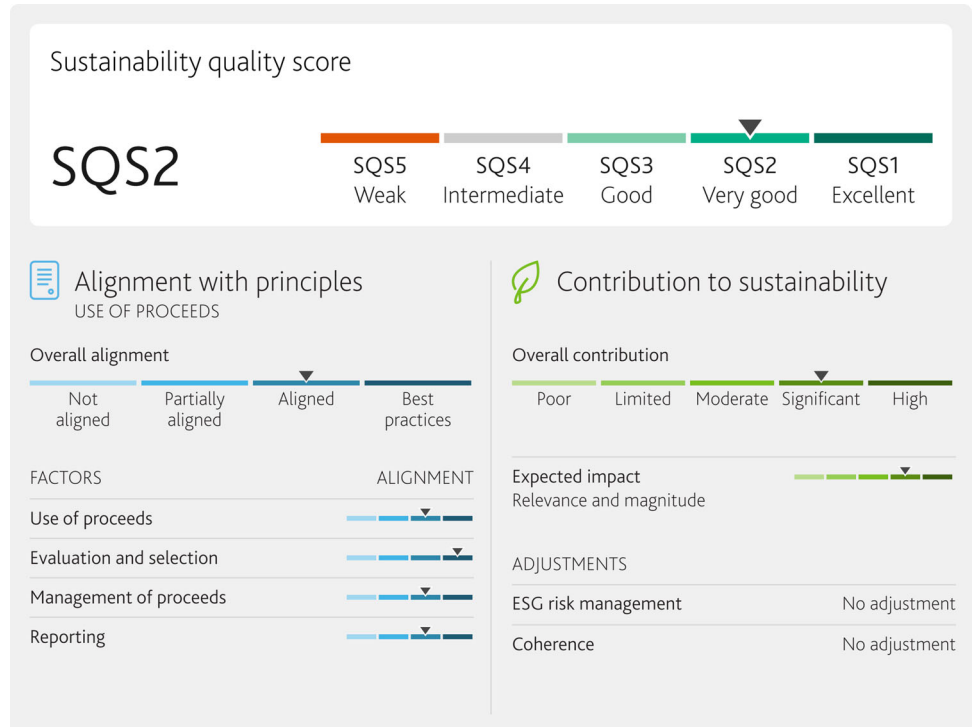 Sustainability quality score
SQS2
SQS5 SQS4 SQS3 SQS2 SQS1
Weak Intermediate Good Very good Excellent
Alignment with principles
USE OF PROCEEDS
Overall alignment
Not Partially Aligned Best
aligned aligned practices
FACTORS ALIGNMENT
Use of proceeds
Evaluation and selection
Management of proceeds
Reporting
Contribution to sustainability
Overall contribution
Poor Limited Moderate Significant High
Expected impact
Relevance and magnitude
ADJUSTMENTS
ESG risk management No adjustment
Coherence No adjustment